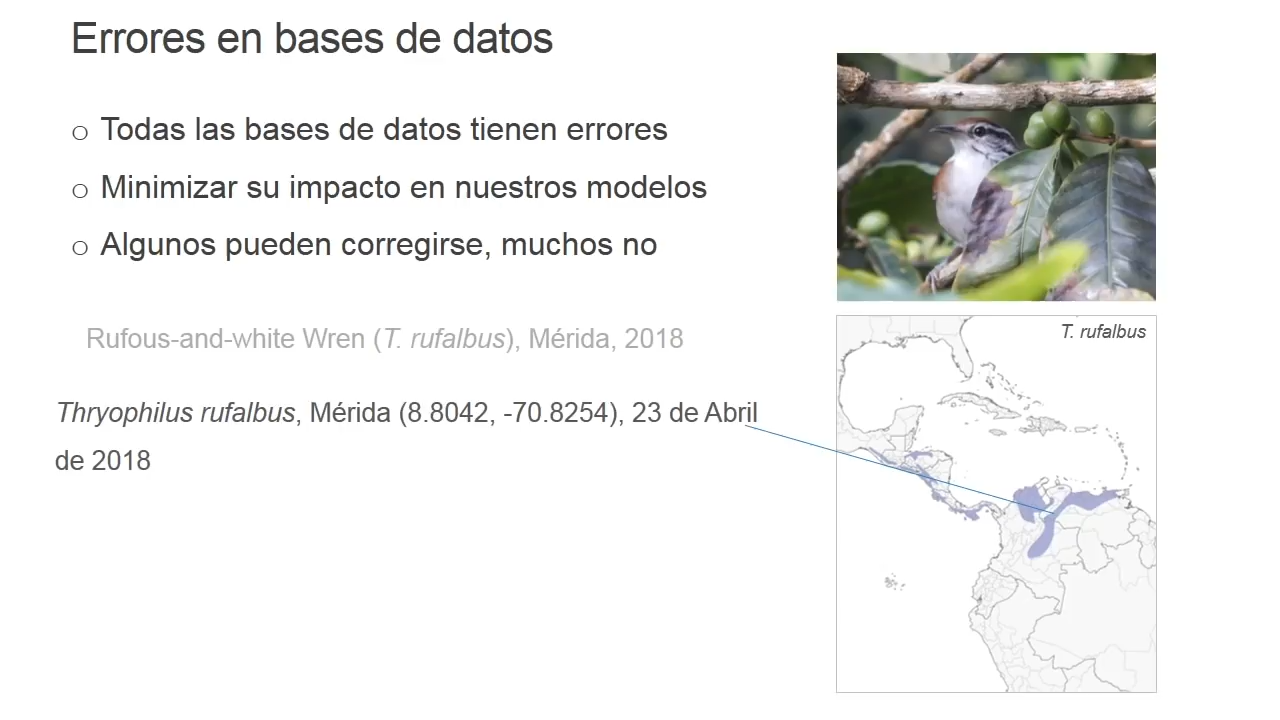 Errores en bases de datos
o Todas las bases de datos tienen errores
o Minimizar su impacto en nuestros modelos
o Algunos pueden corregirse, muchos no
Rufous-and-white Wren (T. rufalbus), Mérida, 2018
Thryophilus rufalbus, Mérida (8.8042, -70.8254), 23 de Abril
de 2018
T. rufalbus